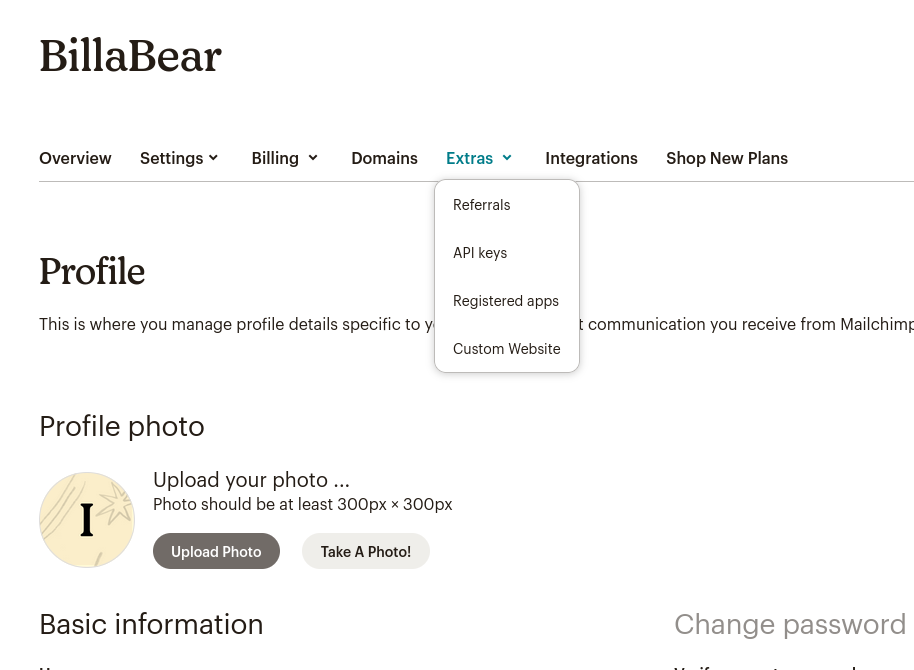 BillaBear
Overview Settings Billing Domains Extras Integrations Shop New Plans
Referrals
API keys
Registered apps
Custom Website
Profile
This is where you manage profile details specific to communication you receive from Mailchimp
Profile photo
I
Upload your photo ...
Photo should be at least 300px × 300px
Upload Photo Take A Photo!
Basic information Change password